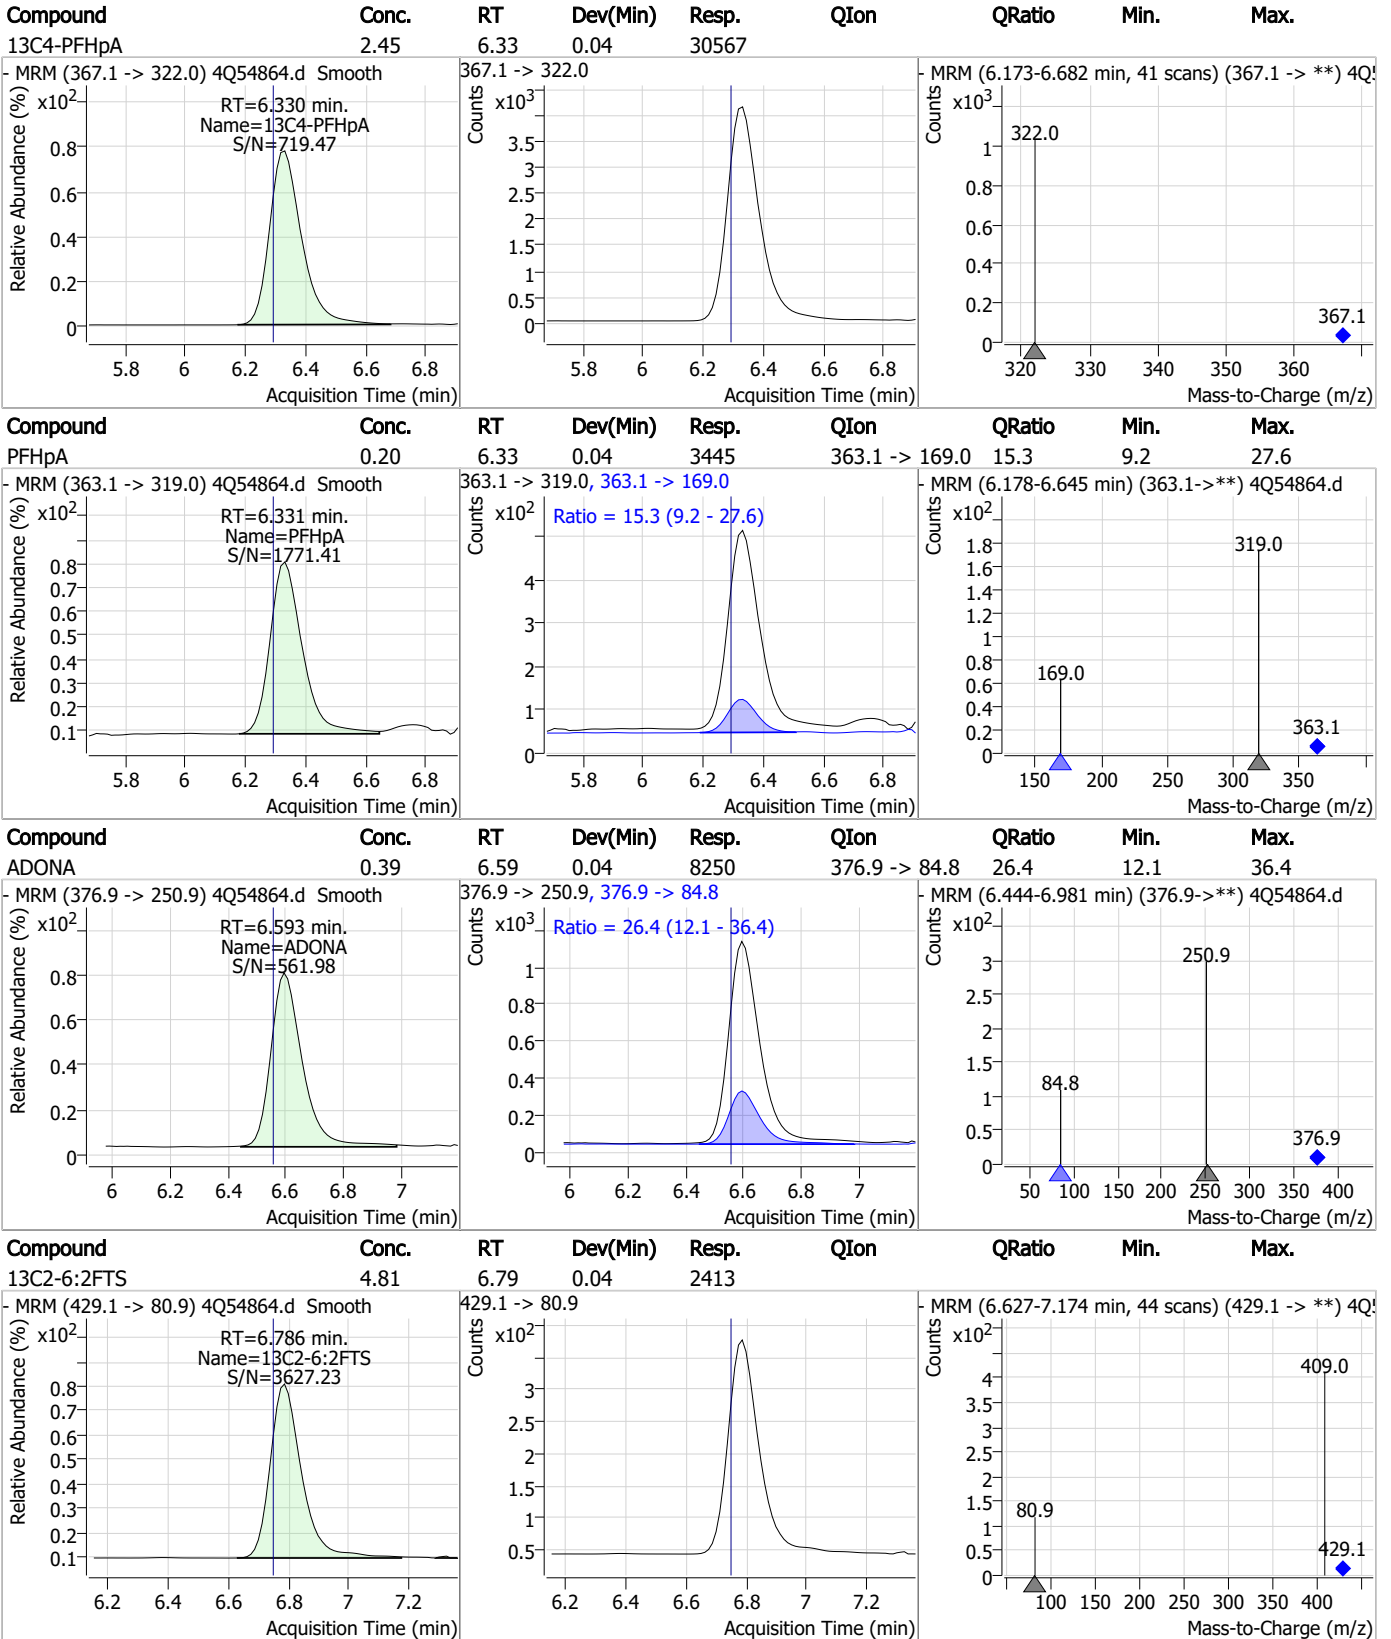 Compound Conc. RT Dev(Min) Resp. QIon QRatio Min. Max.
13C4-PFHpA 2.45 6.33 0.04 30567
- MRM (367.1 -> 322.0) 4Q54864.d Smooth
Relative Abundance (%)
x10²
RT=6.330 min.
Name=13C4-PFHpA
S/N=719.47
0.8
0.6
0.4
0.2
0
5.8 6 6.2 6.4 6.6 6.8
Acquisition Time (min)
367.1 -> 322.0
Counts
x10³
3.5
3
2.5
2
1.5
1
0.5
0
5.8 6 6.2 6.4 6.6 6.8
Acquisition Time (min)
- MRM (6.173-6.682 min, 41 scans) (367.1 -> **) 4Q5
Counts
x10³
322.0
1
0.8
0.6
0.4
0.2
0
367.1
320 330 340 350 360
Mass-to-Charge (m/z)
Compound Conc. RT Dev(Min) Resp. QIon QRatio Min. Max.
PFHpA 0.20 6.33 0.04 3445 363.1 -> 169.0 15.3 9.2 27.6
- MRM (363.1 -> 319.0) 4Q54864.d Smooth
Relative Abundance (%)
x10²
RT=6.331 min.
Name=PFHpA
S/N=1771.41
0.8
0.7
0.6
0.5
0.4
0.3
0.2
0.1
5.8 6 6.2 6.4 6.6 6.8
Acquisition Time (min)
363.1 -> 319.0, 363.1 -> 169.0
Counts
x10²
Ratio = 15.3 (9.2 - 27.6)
4
3
2
1
0
5.8 6 6.2 6.4 6.6 6.8
Acquisition Time (min)
- MRM (6.178-6.645 min) (363.1->**) 4Q54864.d
Counts
x10²
319.0
1.8
1.6
1.4
1.2
1
0.8
0.6
0.4
0.2
0
169.0
363.1
150 200 250 300 350
Mass-to-Charge (m/z)
Compound Conc. RT Dev(Min) Resp. QIon QRatio Min. Max.
ADONA 0.39 6.59 0.04 8250 376.9 -> 84.8 26.4 12.1 36.4
- MRM (376.9 -> 250.9) 4Q54864.d Smooth
Relative Abundance (%)
x10²
RT=6.593 min.
Name=ADONA
S/N=561.98
0.8
0.6
0.4
0.2
0
6 6.2 6.4 6.6 6.8 7
Acquisition Time (min)
376.9 -> 250.9, 376.9 -> 84.8
Counts
x10³
Ratio = 26.4 (12.1 - 36.4)
1
0.8
0.6
0.4
0.2
0
6 6.2 6.4 6.6 6.8 7
Acquisition Time (min)
- MRM (6.444-6.981 min) (376.9->**) 4Q54864.d
Counts
x10²
250.9
3
2.5
2
1.5
1
0.5
0
84.8
376.9
50 100 150 200 250 300 350 400
Mass-to-Charge (m/z)
Compound Conc. RT Dev(Min) Resp. QIon QRatio Min. Max.
13C2-6:2FTS 4.81 6.79 0.04 2413
- MRM (429.1 -> 80.9) 4Q54864.d Smooth
Relative Abundance (%)
x10²
RT=6.786 min.
Name=13C2-6:2FTS
S/N=3627.23
0.8
0.7
0.6
0.5
0.4
0.3
0.2
0.1
6.2 6.4 6.6 6.8 7 7.2
Acquisition Time (min)
429.1 -> 80.9
Counts
x10²
3
2.5
2
1.5
1
0.5
6.2 6.4 6.6 6.8 7 7.2
Acquisition Time (min)
- MRM (6.627-7.174 min, 44 scans) (429.1 -> **) 4Q5
Counts
x10²
409.0
4
3.5
3
2.5
2
1.5
1
0.5
0
80.9
429.1
100 150 200 250 300 350 400
Mass-to-Charge (m/z)